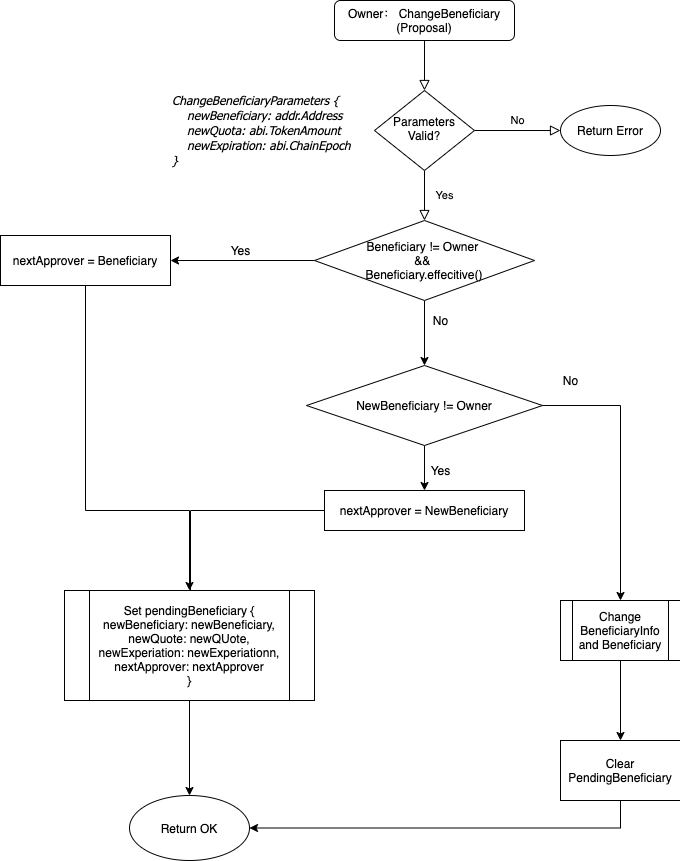 Owner: ChangeBeneficiary
(Proposal)
ChangeBeneficiaryParameters {
newBeneficiary: addr.Address
newQuota: abi.TokenAmount
newExpiration: abi.ChainEpoch
}
Parameters
Valid?
No
Return Error
Yes
Beneficiary != Owner
&&
Beneficiary.effecitive()
Yes
nextApprover = Beneficiary
No
NewBeneficiary != Owner
No
Yes
nextApprover = NewBeneficiary
Set pendingBeneficiary {
newBeneficiary: newBeneficiary,
newQuote: newQUote,
newExperiation: newExperiationn,
nextApprover: nextApprover
}
Change
BeneficiaryInfo
and Beneficiary
Clear
PendingBeneficiary
Return OK